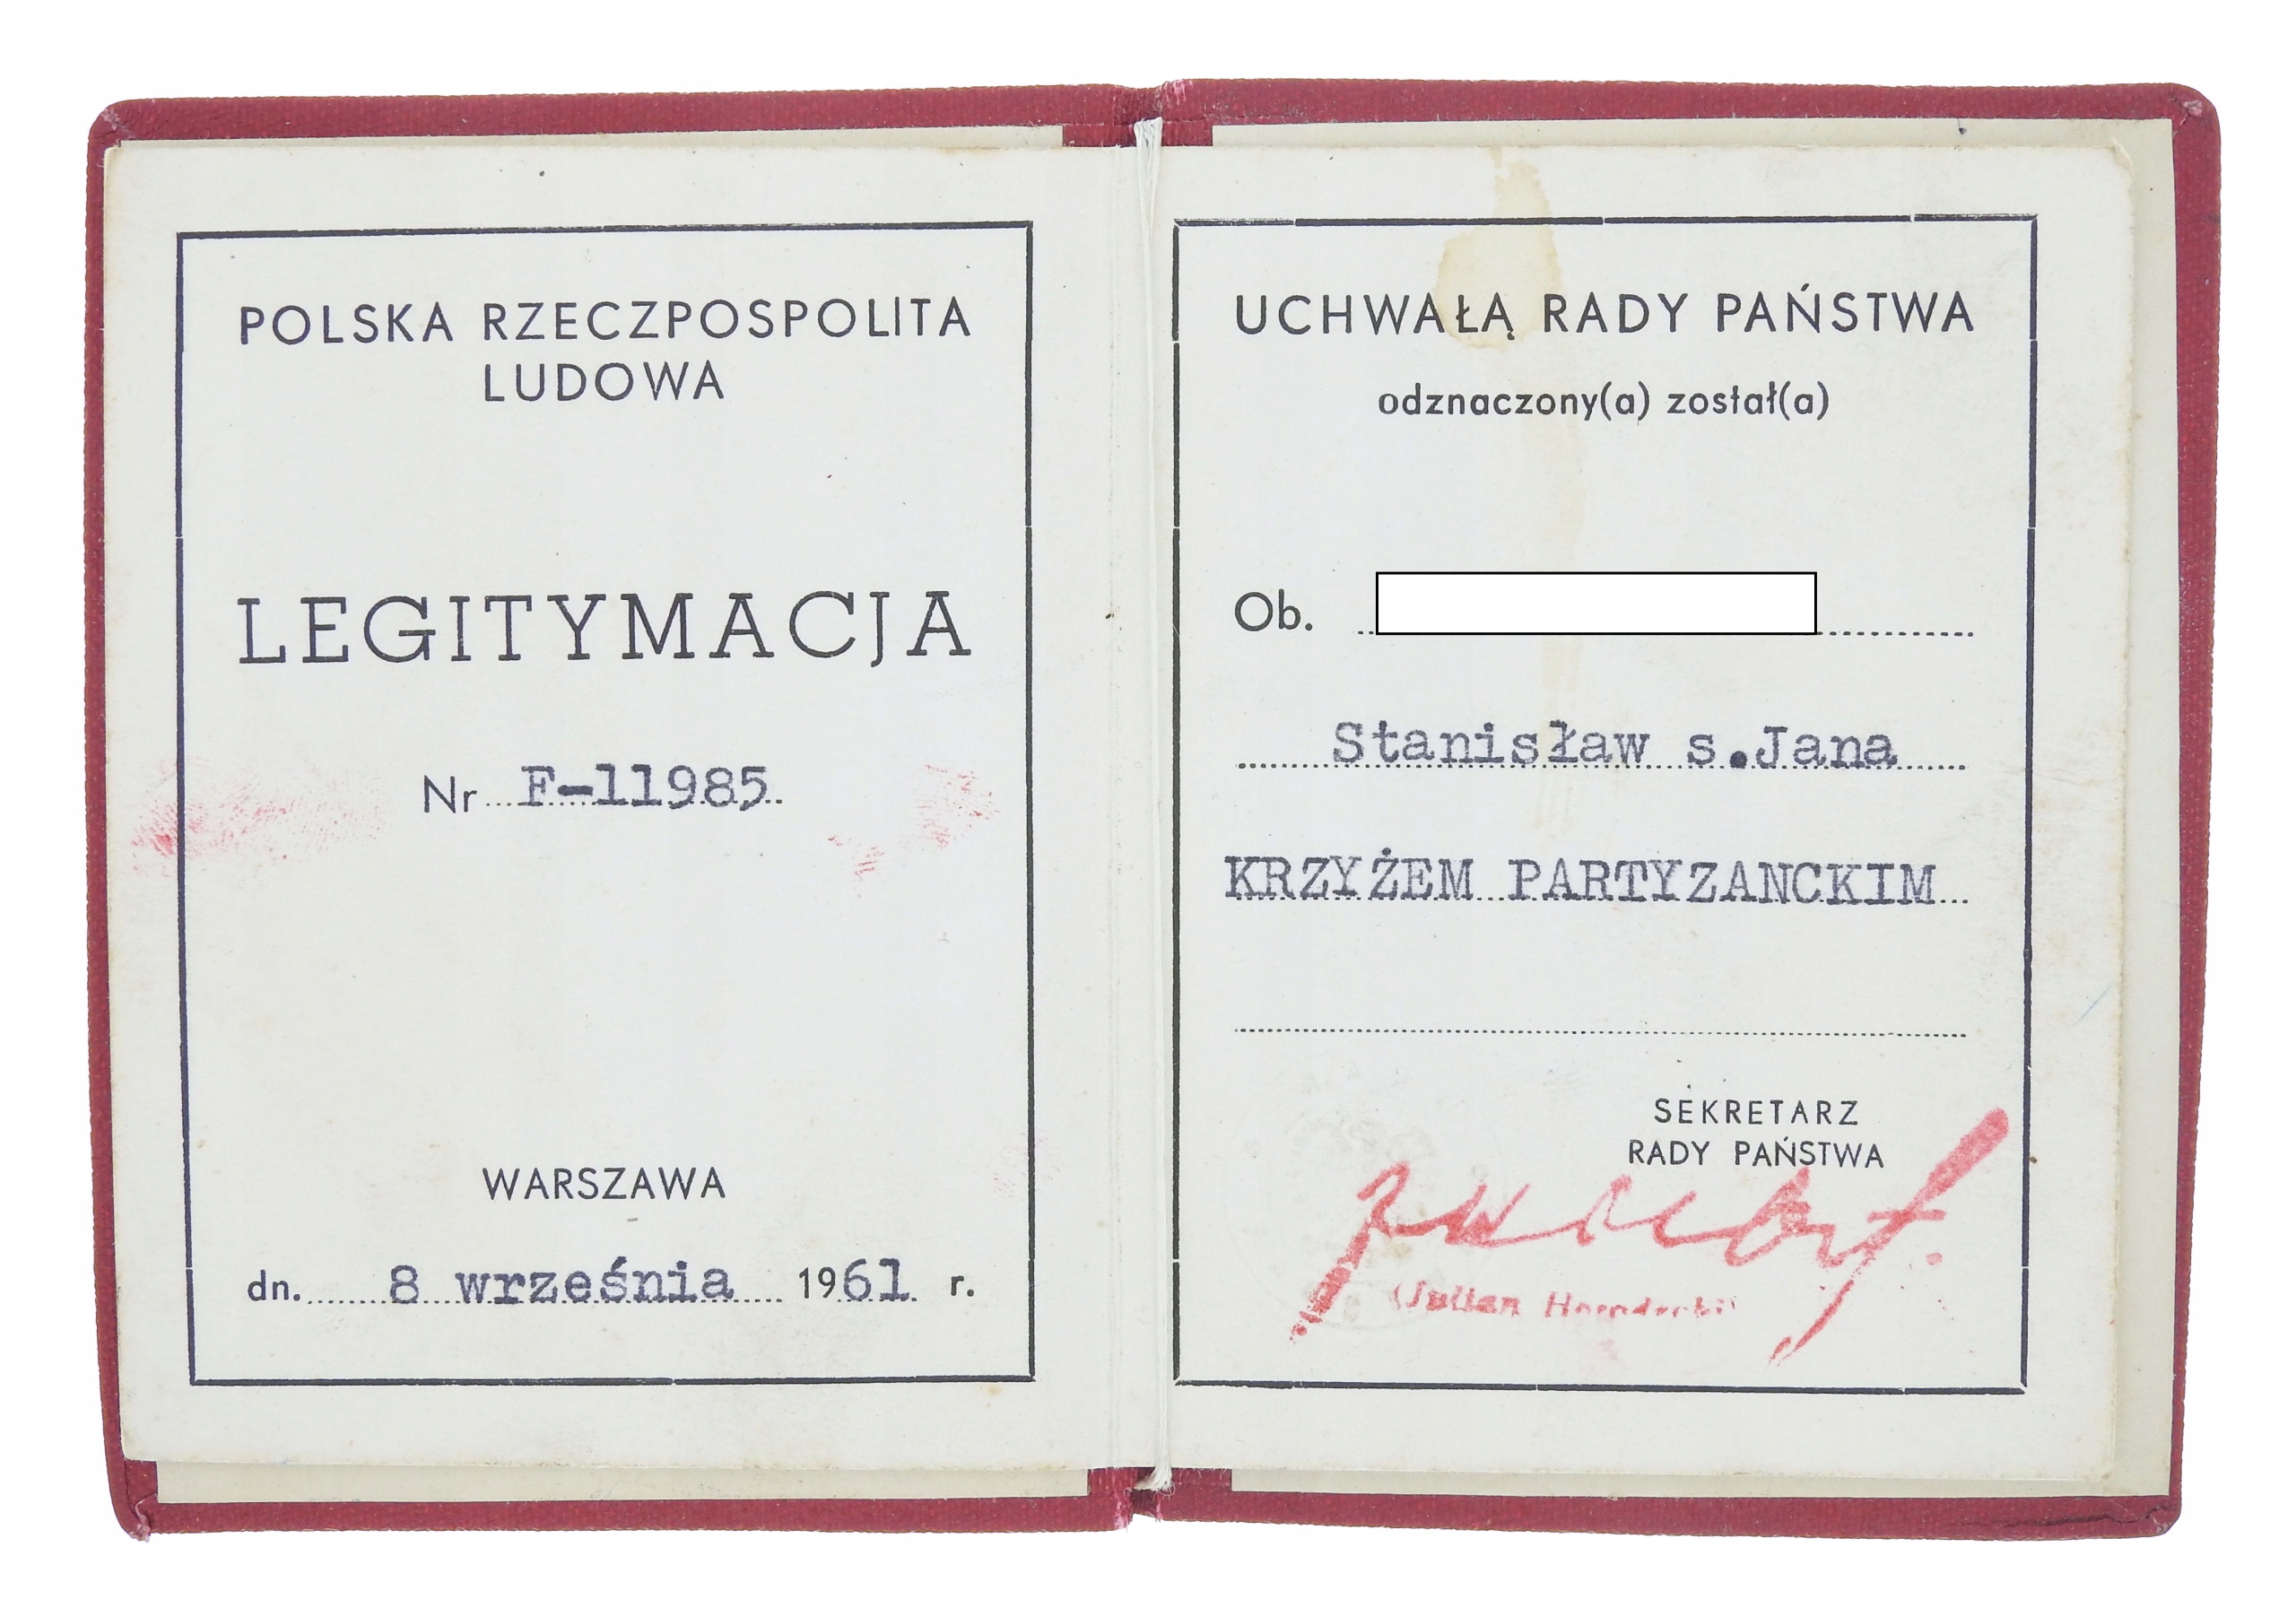 POLSKA RZECZPOSPOLITA
LUDOWA
LEGITYMACJA
Nr F-11985
WARSZAWA
dn. 8 września 1961 r.
UCHWAŁĄ RADY PAŃSTWA
odznaczony(a) został(a)
Ob.
Stanisław s.Jana
KRZYŻEM PARTYZANCKIM
SEKRETARZ
RADY PAŃSTWA
(Julian